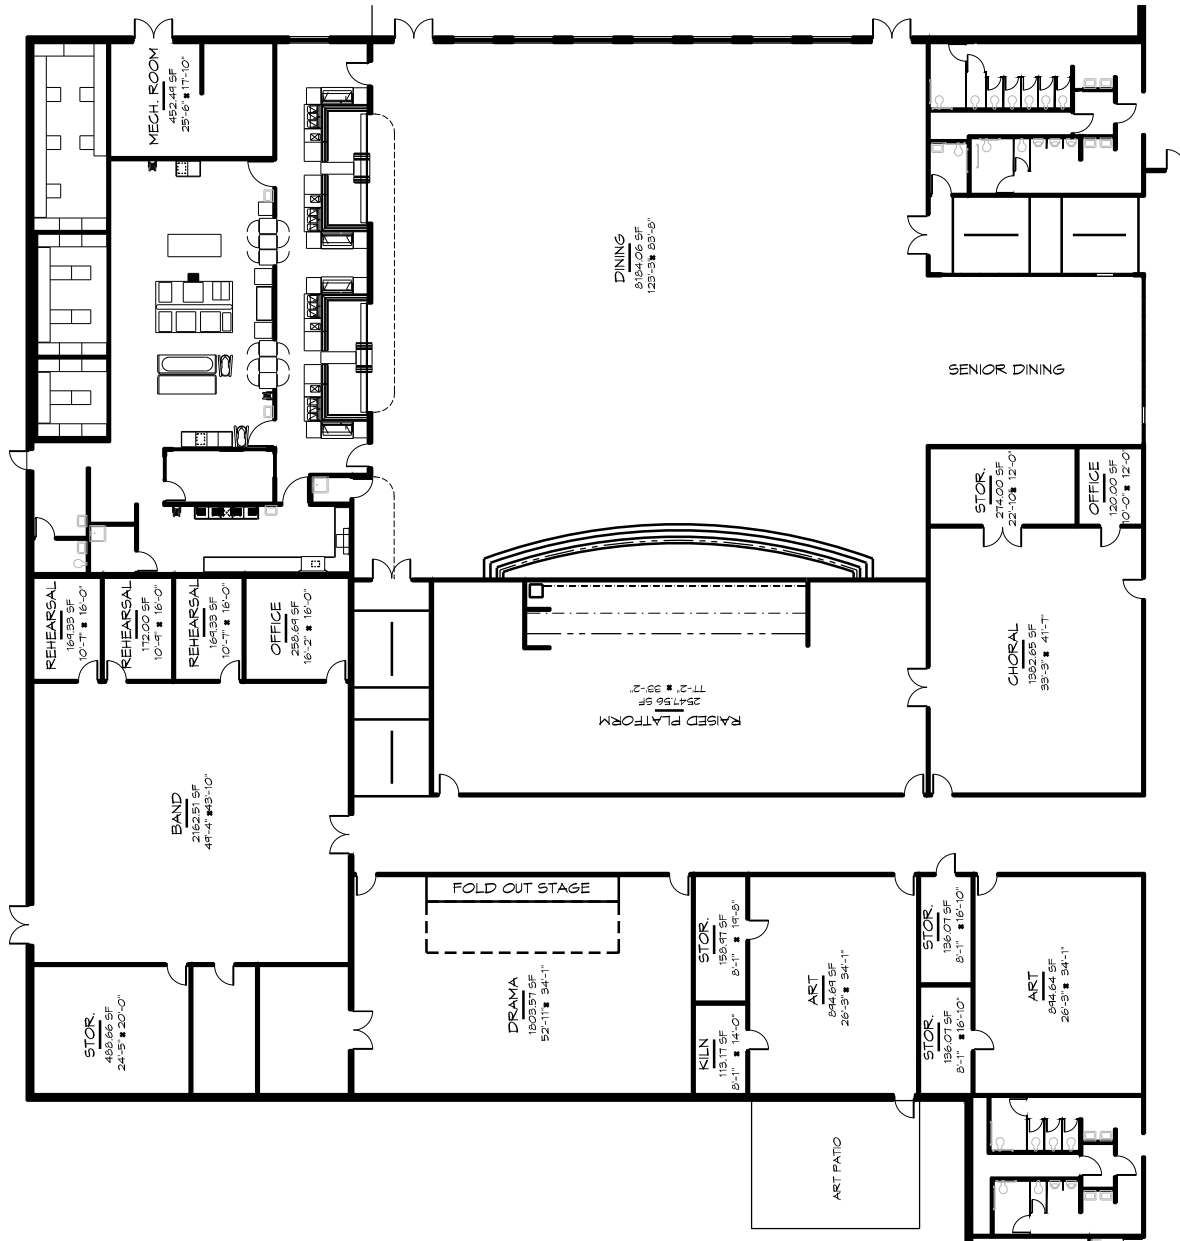 MECH. ROOM
452.49 SF
25'-6" x 17'-10"
DINING
8184.06 SF
123'-3" x 83'-8"
SENIOR DINING
STOR.
274.00 SF
22'-10" x 12'-0"
OFFICE
120.00 SF
10'-0" x 12'-0"
REHEARSAL
169.33 SF
10'-7" x 16'-0"
REHEARSAL
172.00 SF
10'-9" x 16'-0"
REHEARSAL
169.33 SF
10'-7" x 16'-0"
OFFICE
258.69 SF
16'-2" x 16'-0"
RAISED PLATFORM
2547.56 SF
77'-2" x 33'-2"
CHORAL
1382.65 SF
33'-3" x 41'-7"
BAND
2162.51 SF
49'-4" x 43'-10"
FOLD OUT STAGE
STOR.
158.97 SF
8'-1" x 19'-8"
STOR.
136.07 SF
8'-1" x 16'-10"
DRAMA
1803.57 SF
52'-11" x 34'-1"
ART
894.69 SF
26'-3" x 34'-1"
ART
894.64 SF
26'-3" x 34'-1"
STOR.
488.66 SF
24'-5" x 20'-0"
KILN
113.17 SF
8'-1" x 14'-0"
STOR.
136.07 SF
8'-1" x 16'-10"
ART PATIO